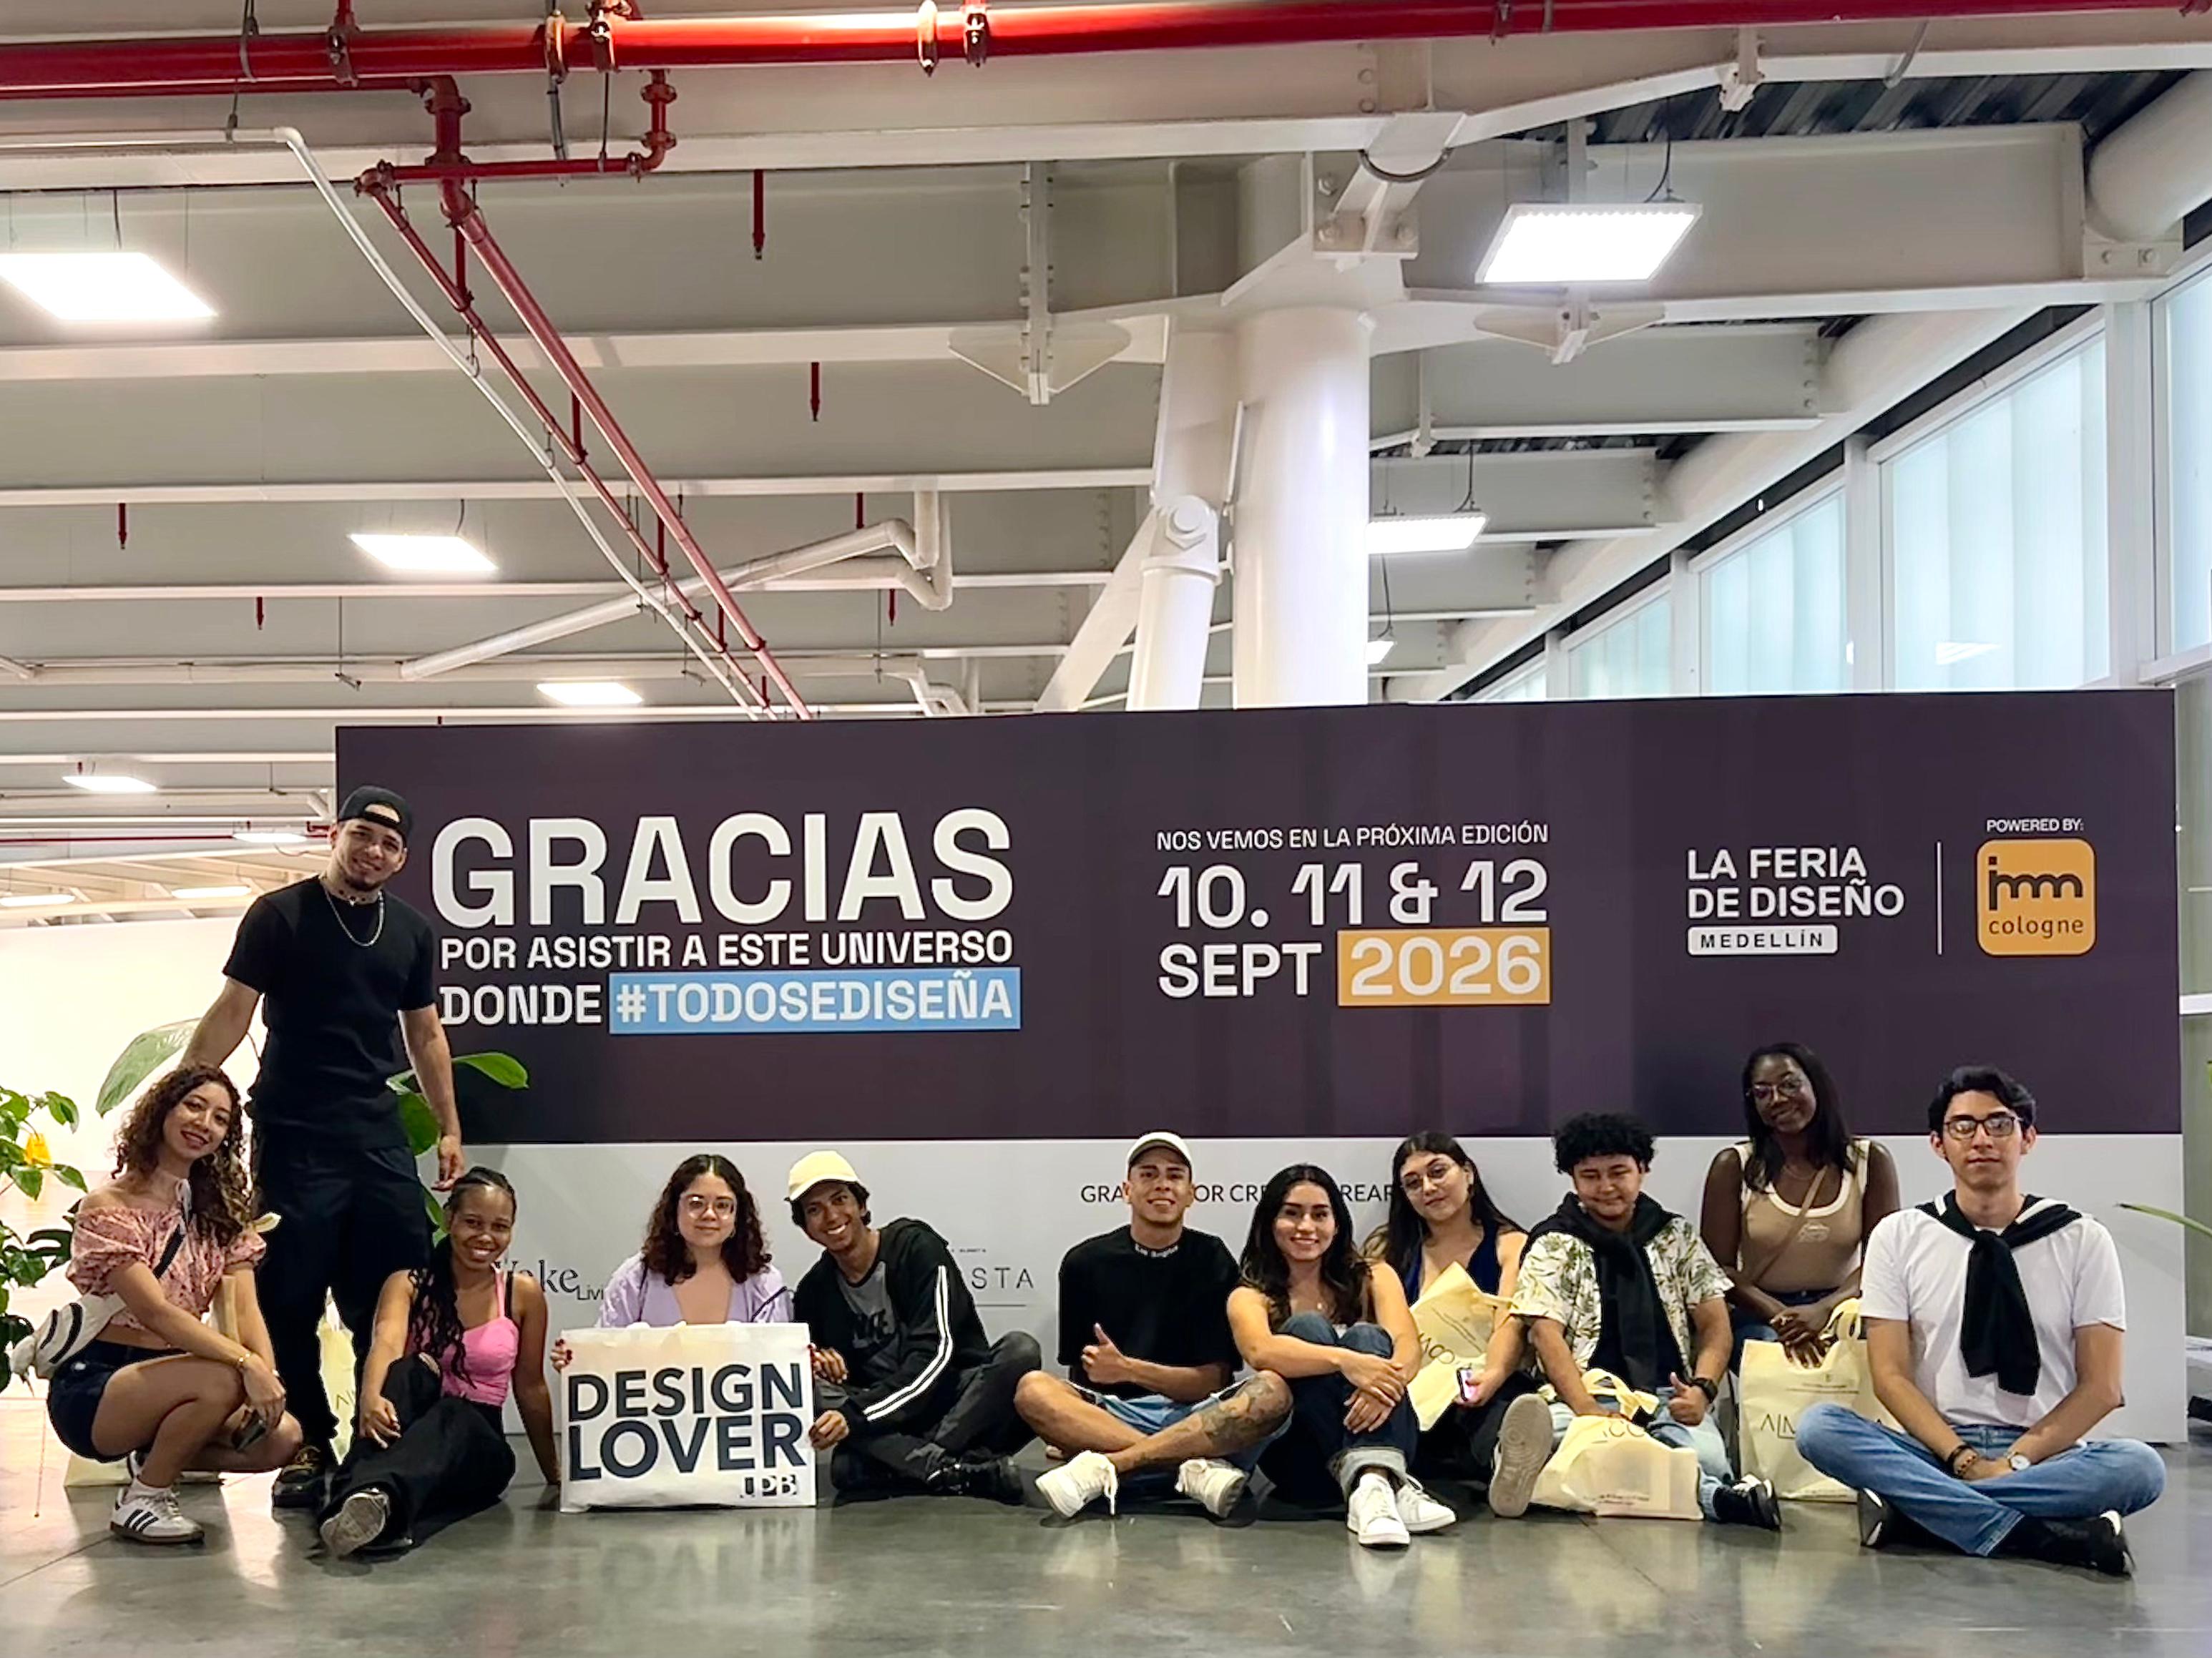 GRACIAS
POR ASISTIR A ESTE UNIVERSO
DONDE #TODOSEDISEÑA
NOS VEMOS EN LA PRÓXIMA EDICIÓN
10. 11 & 12
SEPT 2026
LA FERIA
DE DISEÑO
MEDELLÍN
POWERED BY:
imm
cologne
DESIGN
LOVER